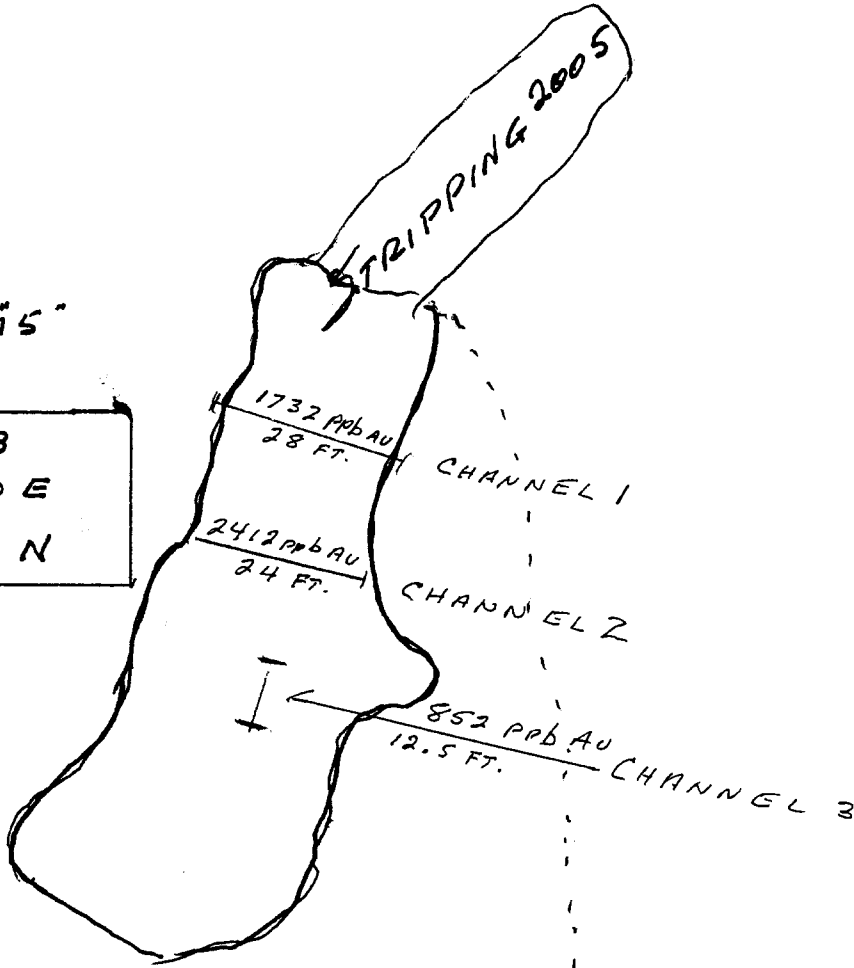 TRIPPING 2005
15"
1732 ppb Au
28 FT.
CHANNEL 1
E
N
2412 ppb Au
24 FT.
CHANNEL 2
852 ppb Au
12.5 FT.
CHANNEL 3